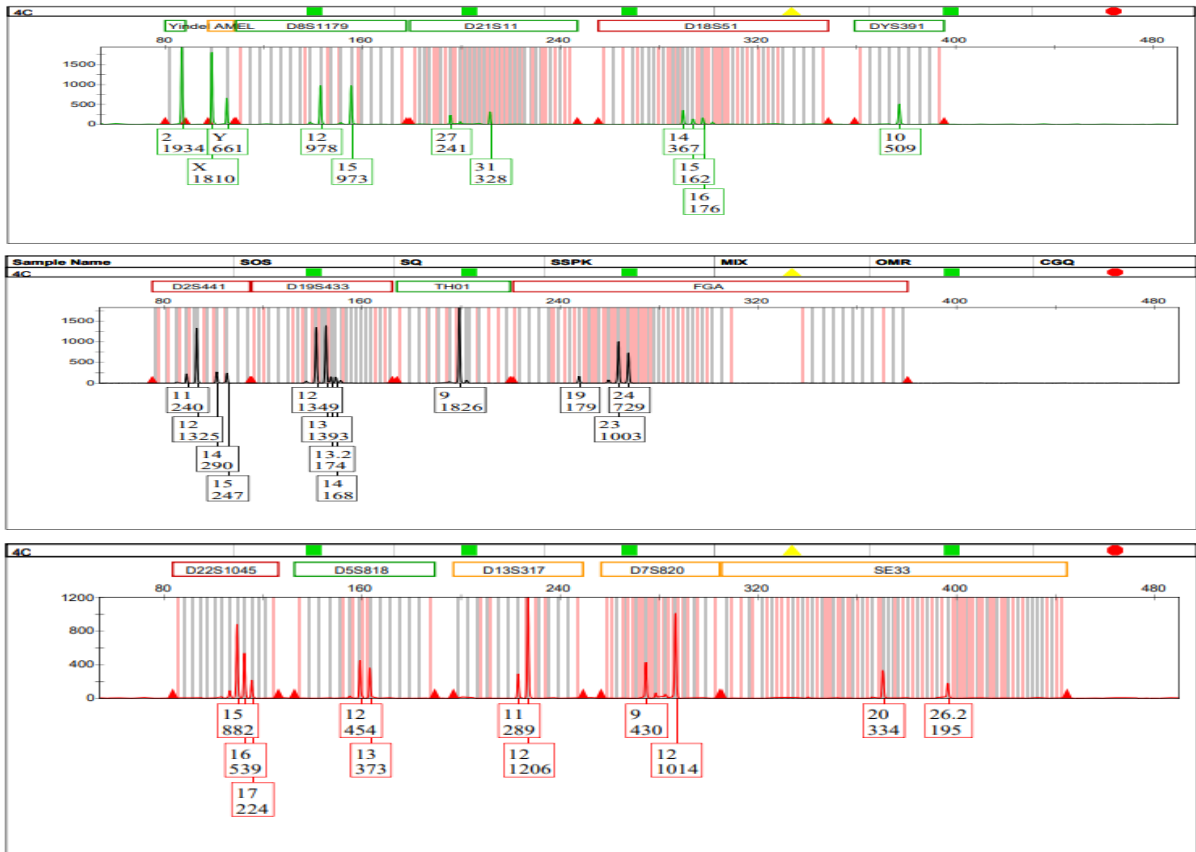 4C
Yinde AMEL D8S1179 D21S11 D18S51 DYS391
80 160 240 320 400 480
1500
1000
500
0
2 Y 12 27 31 14 10
1934 661 978 241 328 367 509
X 15 15
1810 973 162
16
176
Sample Name SOS SQ SSPK MIX OMR CGQ
4C
D2S441 D19S433 TH01 FGA
80 160 240 320 400 480
1500
1000
500
0
11 12 9 19 24
240 1349 1826 179 729
12 13 23
1325 1393 1003
14 13.2
290 174
15 14
247 168
4C
D22S1045 D5S818 D13S317 D7S820 SE33
80 160 240 320 400 480
1200
800
400
0
15 12 11 9 20 26.2
882 454 289 430 334 195
16 13 12 12
539 373 1206 1014
17
224